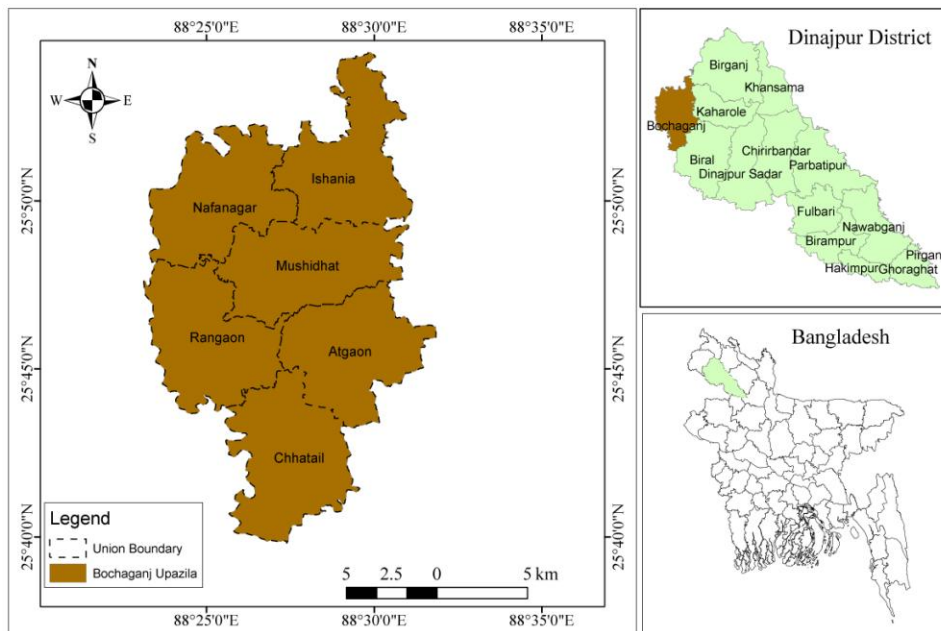 88°25'0"E 88°30'0"E 88°35'0"E
N
W E
S
25°50'0"N
25°45'0"N
25°40'0"N
Ishania
Nafanagar
Mushidhat
Rangaon
Atgaon
Chhatail
25°50'0"N
25°45'0"N
25°40'0"N
Legend
Union Boundary
Bochaganj Upazila
5 2.5 0 5 km
88°25'0"E 88°30'0"E 88°35'0"E
Dinajpur District
Birganj
Khansama
Kaharole
Bochaganj
Chirirbandar
Biral
Parbatipur
Dinajpur Sadar
Fulbari
Nawabganj
Birampur
Pirgan
Hakimpur
Ghoraghat
Bangladesh